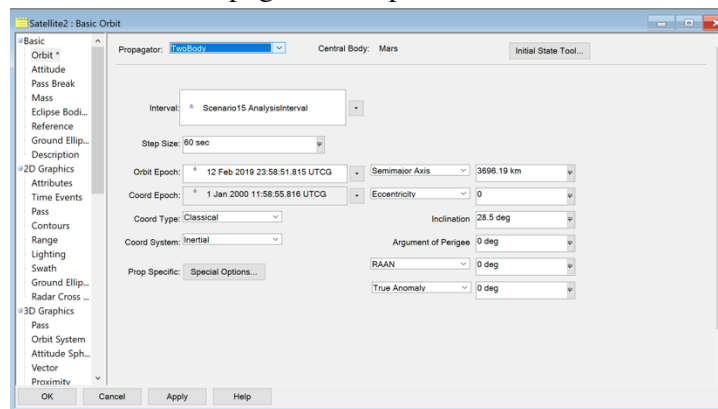 Satellite2 : Basic Orbit
Basic
Orbit *
Attitude
Pass Break
Mass
Eclipse Bodi...
Reference
Ground Ellip...
Description
2D Graphics
Attributes
Time Events
Pass
Contours
Range
Lighting
Swath
Ground Ellip...
Radar Cross ...
3D Graphics
Pass
Orbit System
Attitude Sph...
Vector
Proximity
Propagator: TwoBody Central Body: Mars Initial State Tool...
Interval: Scenario15 AnalysisInterval
Step Size: 60 sec
Orbit Epoch: 12 Feb 2019 23:58:51.815 UTCG Semimajor Axis 3696.19 km
Coord Epoch: 1 Jan 2000 11:58:55.816 UTCG Eccentricity 0
Coord Type: Classical Inclination 28.5 deg
Coord System: Inertial Argument of Perigee 0 deg
Prop Specific: Special Options... RAAN 0 deg
True Anomaly 0 deg
OK Cancel Apply Help